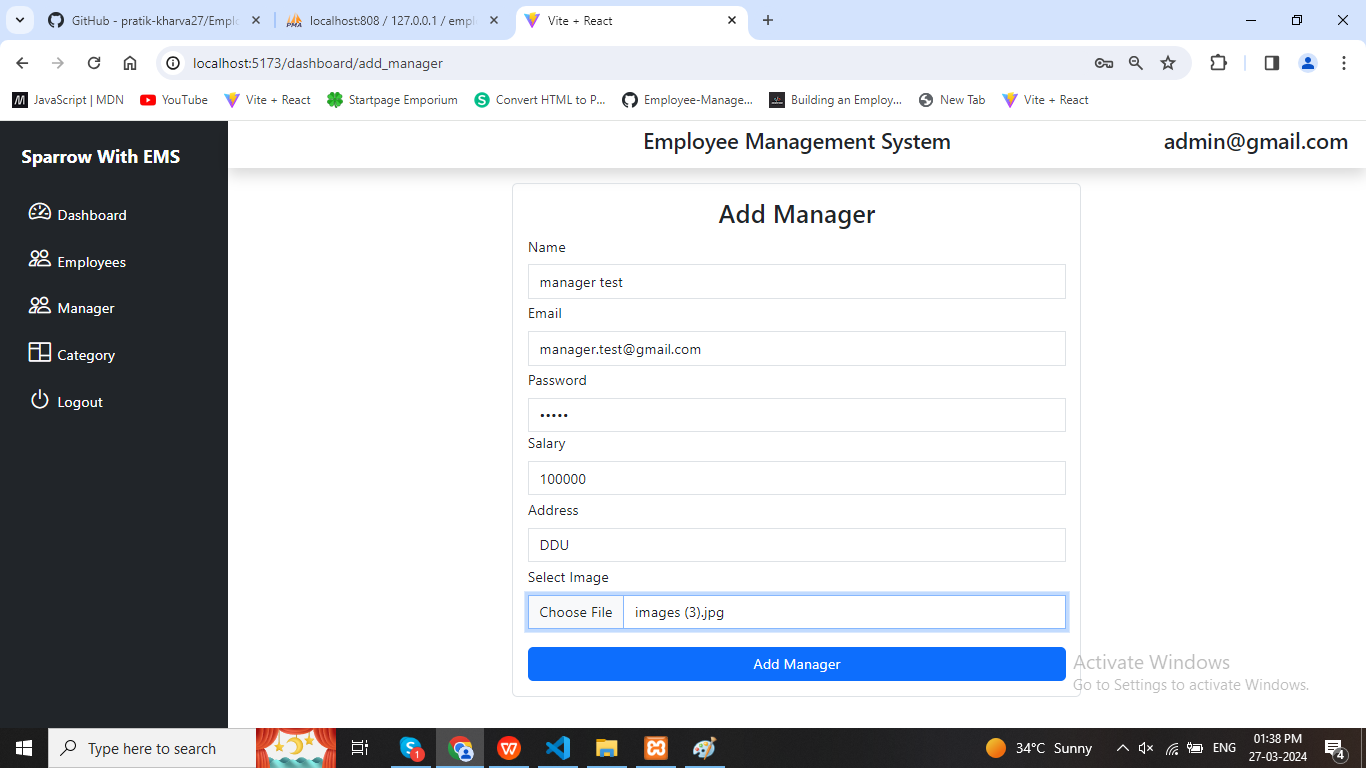 GitHub - pratik-kharva27/Emplo
localhost:808 / 127.0.0.1 / empl
Vite + React
localhost:5173/dashboard/add_manager
JavaScript | MDN
YouTube
Vite + React
Startpage Emporium
Convert HTML to P...
Employee-Manage...
Building an Employ...
New Tab
Vite + React
Sparrow With EMS
Employee Management System
admin@gmail.com
Dashboard
Employees
Manager
Category
Logout
Add Manager
Name
manager test
Email
manager.test@gmail.com
Password
•••••
Salary
100000
Address
DDU
Select Image
Choose File images (3).jpg
Add Manager
Activate Windows
Go to Settings to activate Windows.
Type here to search
34°C Sunny
ENG
01:38 PM
27-03-2024
4